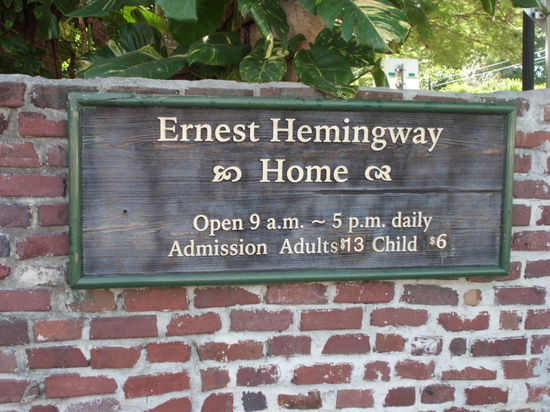 Ernest Hemingway
Home
Open 9 a.m. ~ 5 p.m. daily
Admission Adults $13 Child $6